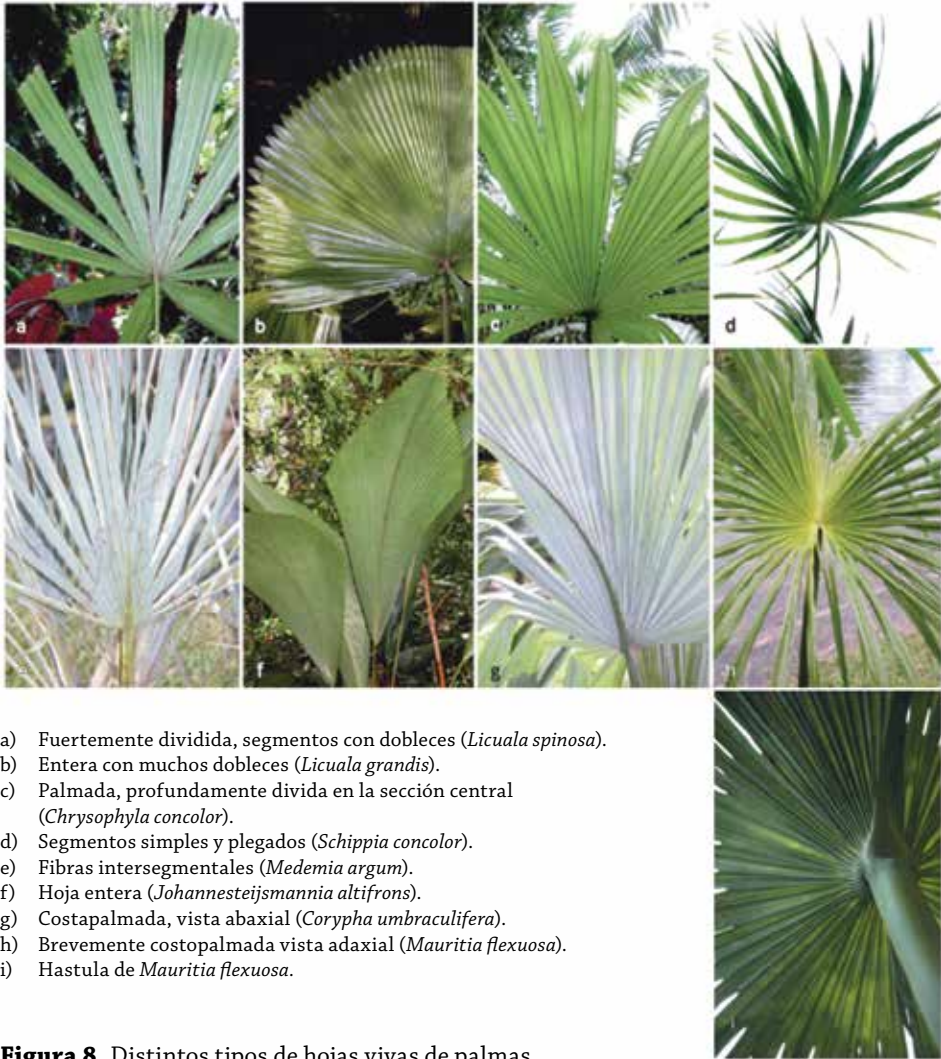 a b c d
f g h
a) Fuertemente dividida, segmentos con dobleces (Licuala spinosa).
b) Entera con muchos dobleces (Licuala grandis).
c) Palmada, profundamente divida en la sección central
(Chrysophyla concolor).
d) Segmentos simples y plegados (Schippia concolor).
e) Fibras intersegmentales (Medemia argum).
f) Hoja entera (Johannesteijsmannia altifrons).
g) Costapalmada, vista abaxial (Corypha umbraculifera).
h) Brevemente costopalmada vista adaxial (Mauritia flexuosa).
i) Hastula de Mauritia flexuosa.
Figura 8. Distintos tipos de hojas vivas de palmas